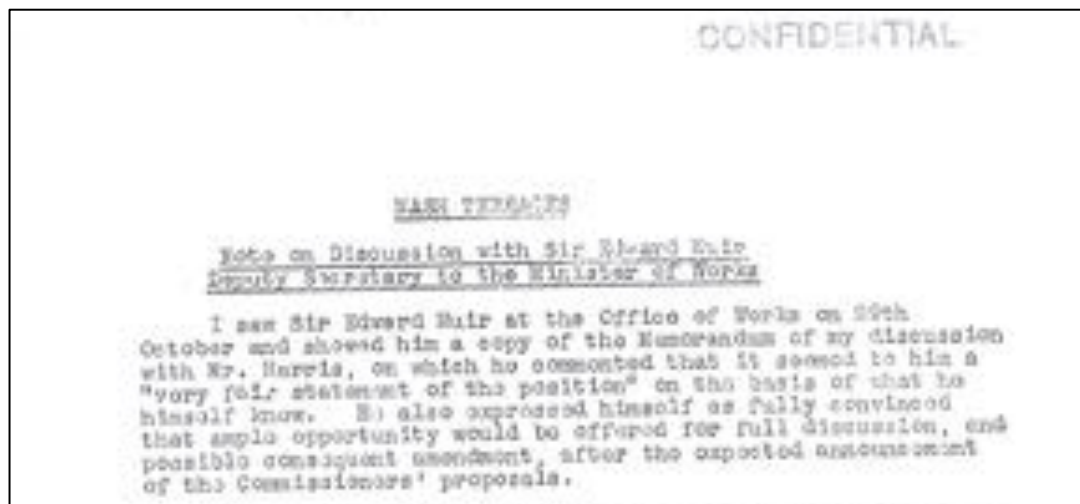 CONFIDENTIAL
NASH TERRACES
Note on Discussion with Sir Edward Muir
Deputy Secretary to the Minister of Works
I saw Sir Edward Muir at the Office of Works on 29th
October and showed him a copy of the Memorandum of my discussion
with Mr. Harris, on which he commented that it seemed to him a
"very fair statement of the position" on the basis of what he
himself knew. He also expressed himself as fully convinced
that ample opportunity would be offered for full discussion, and
possible consequent amendment, after the expected announcement
of the Commissioners' proposals.